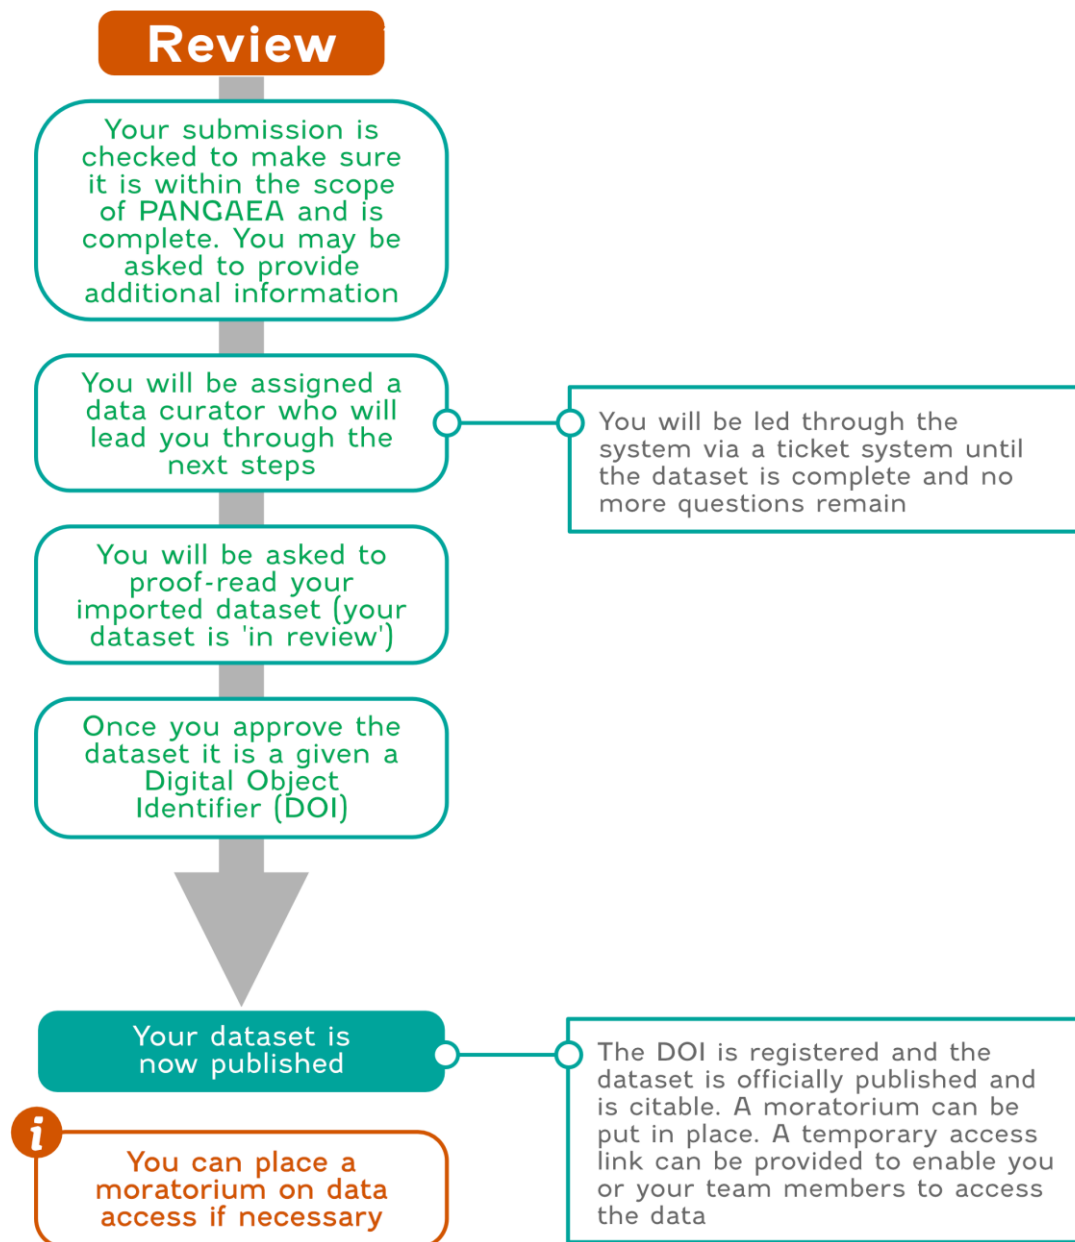 Review
Your submission is
checked to make sure
it is within the scope
of PANGAEA and is
complete. You may be
asked to provide
additional information
You will be assigned a
data curator who will
lead you through the
next steps
You will be led through the
system via a ticket system until
the dataset is complete and no
more questions remain
You will be asked to
proof-read your
imported dataset (your
dataset is 'in review')
Once you approve the
dataset it is a given a
Digital Object
Identifier (DOI)
Your dataset is
now published
The DOI is registered and the
dataset is officially published and
is citable. A moratorium can be
put in place. A temporary access
link can be provided to enable you
or your team members to access
the data
i
You can place a
moratorium on data
access if necessary